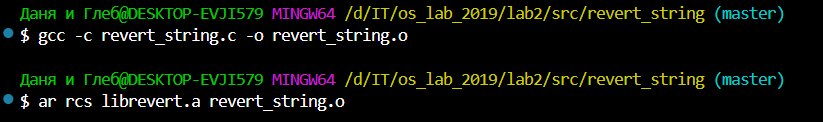 Даня и Глеб@DESKTOP-EVJI579 MINGW64 /d/IT/os_lab_2019/lab2/src/revert_string (master)
$ gcc -c revert_string.c -o revert_string.o
Даня и Глеб@DESKTOP-EVJI579 MINGW64 /d/IT/os_lab_2019/lab2/src/revert_string (master)
$ ar rcs librevert.a revert_string.o